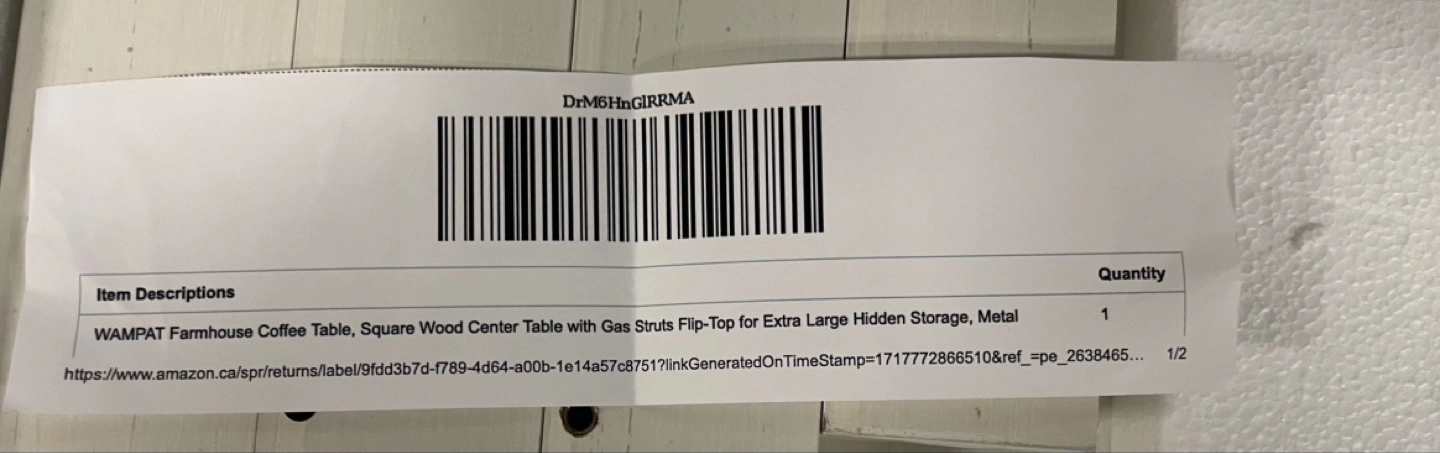 DrM6HnGlRRMA
Item Descriptions Quantity
WAMPAT Farmhouse Coffee Table, Square Wood Center Table with Gas Struts Flip-Top for Extra Large Hidden Storage, Metal 1
https://www.amazon.ca/spr/returns/label/9fdd3b7d-f789-4d64-a00b-1e14a57c8751?linkGeneratedOnTimeStamp=1717772866510&ref_=pe_2638465... 1/2